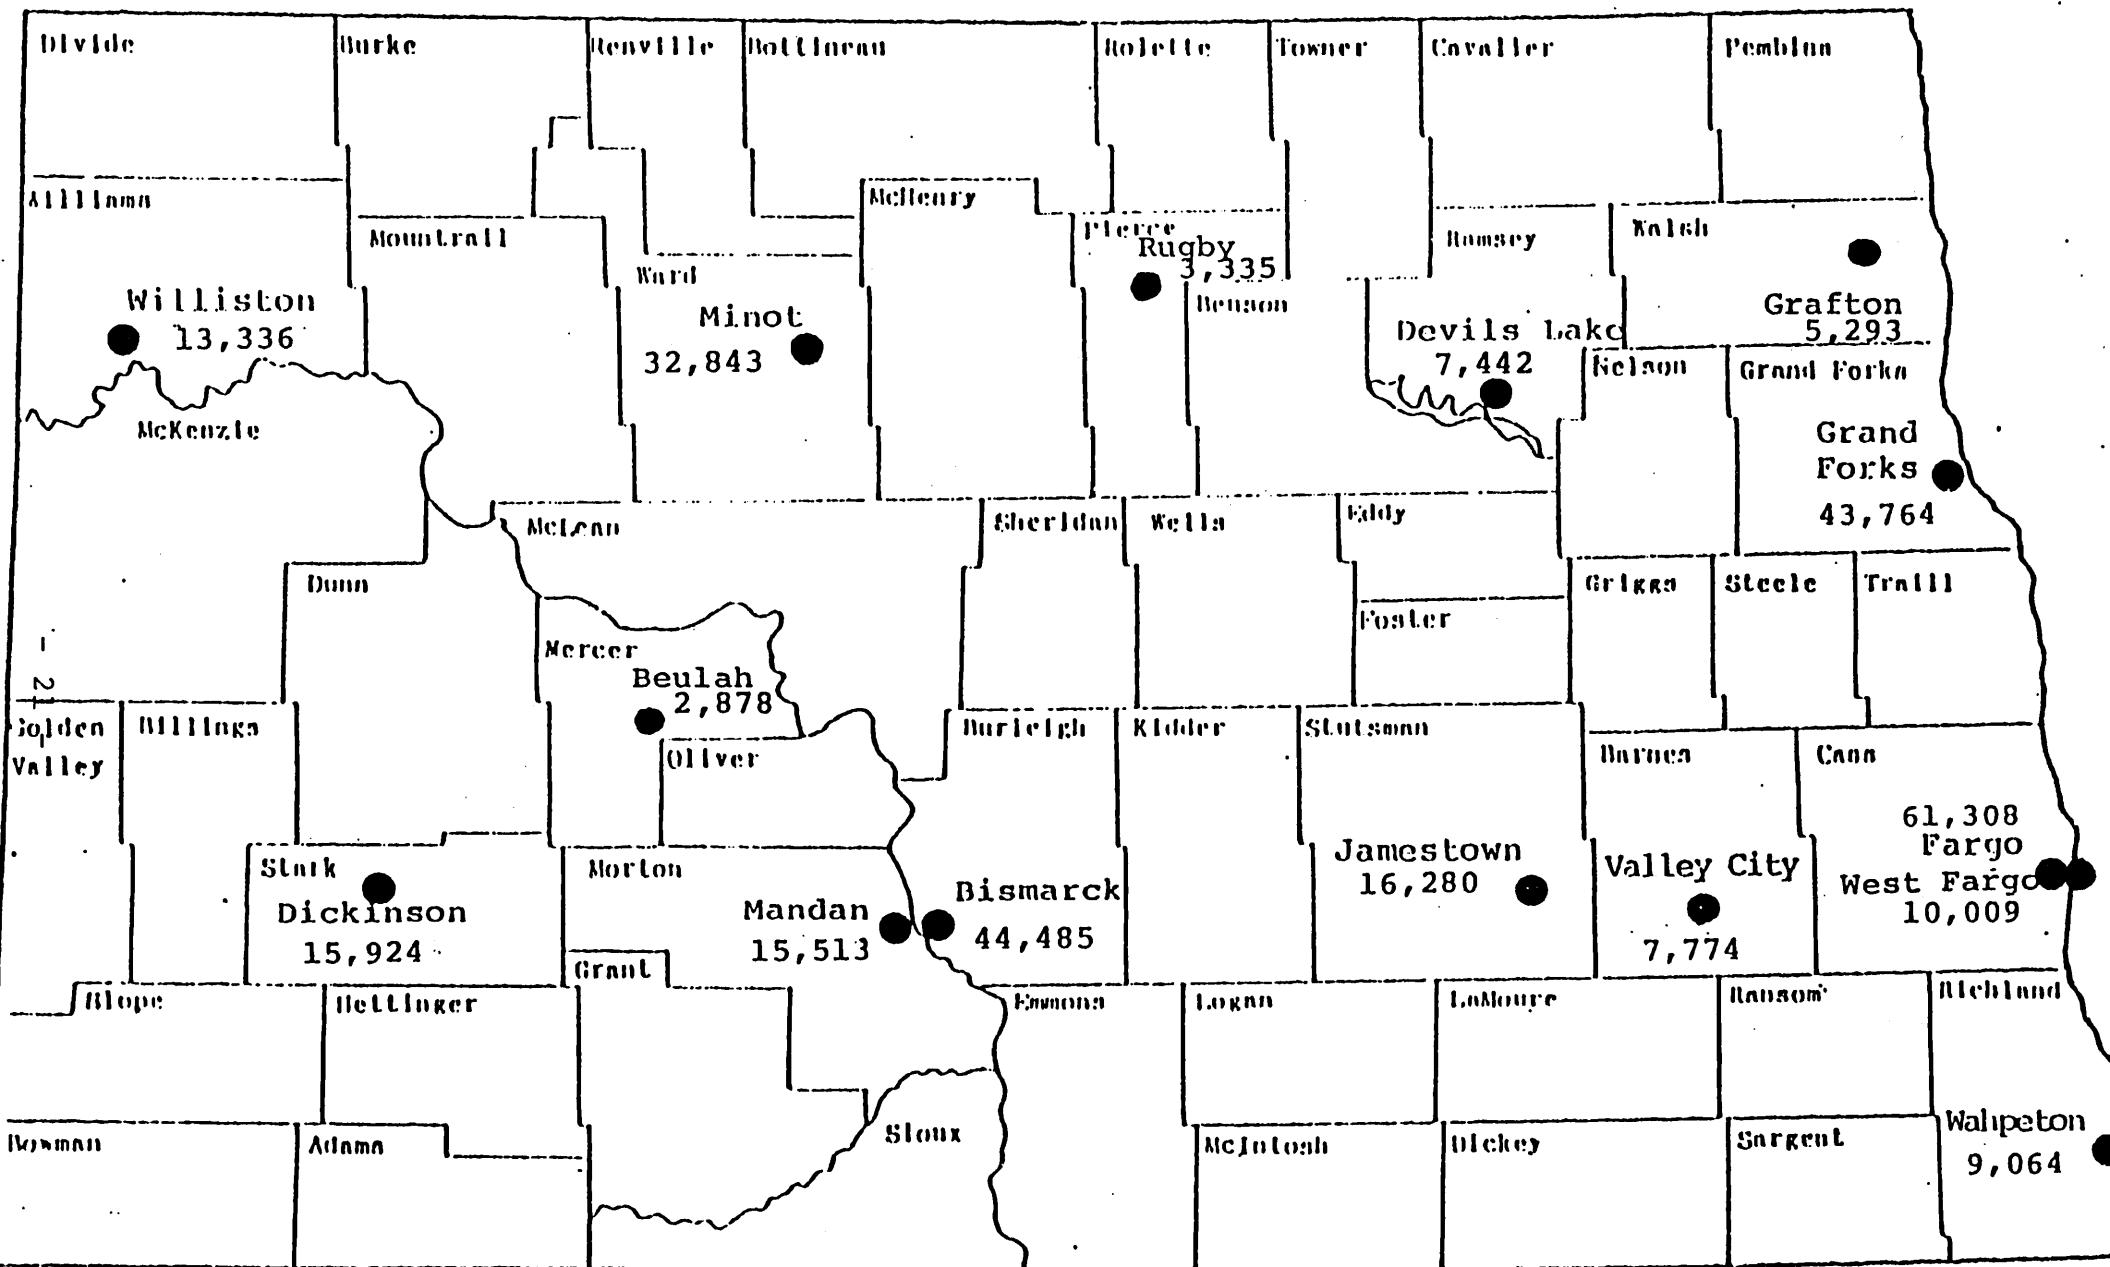 Divide
Burke
Renville
Bottineau
Rolette
Towner
Cavalier
Pembina
Williams
Mountrail
McHenry
Pierce
Ramsey
Walsh
Rugby
3,335
Ward
Benson
Williston
13,336
Minot
32,843
Devils Lake
7,442
Grafton
5,293
Nelson
Grand Forks
McKenzie
Grand
Forks
43,764
McLean
Sheridan
Wells
Eddy
Dunn
Griggs
Steele
Traill
Foster
Mercer
Beulah
2,878
- 21 -
Golden
Valley
Billings
Oliver
Burleigh
Kidder
Stutsman
Barnes
Cass
61,308
Fargo
West Fargo
10,009
Stark
Dickinson
15,924
Morton
Mandan
15,513
Bismarck
44,485
Jamestown
16,280
Valley City
7,774
Grant
Slope
Hettinger
Emmons
Logan
LaMoure
Ransom
Richland
Bowman
Adams
Sioux
McIntosh
Dickey
Sargent
Wahpeton
9,064